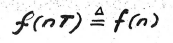 f(nT) ≜ f(n)